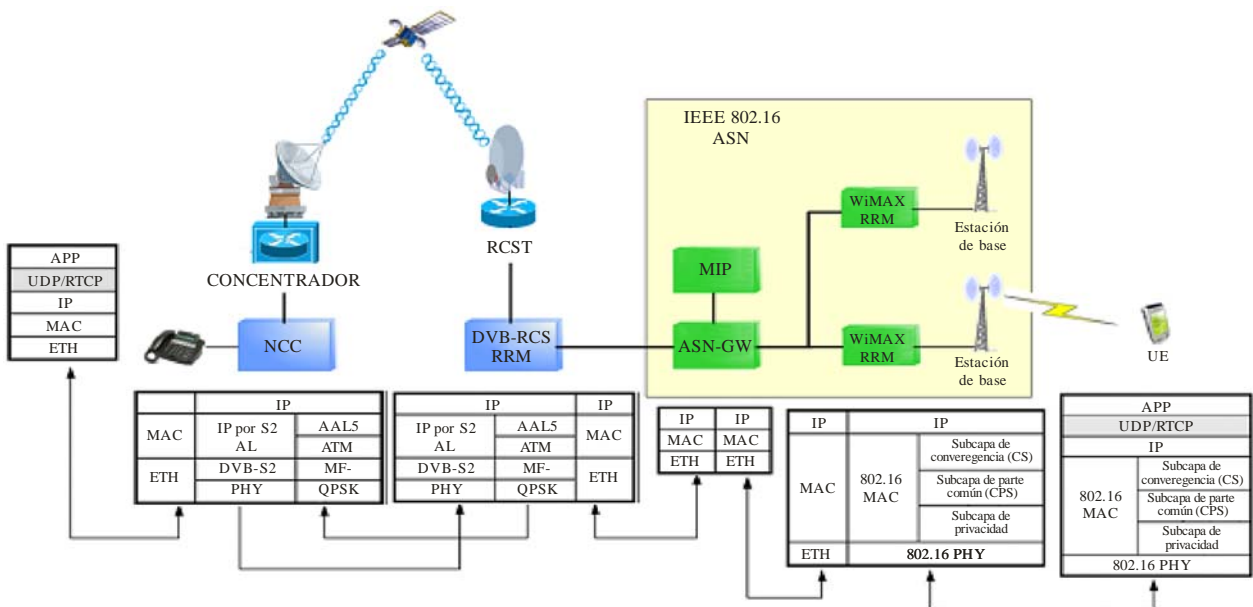 IEEE 802.16
ASN
WiMAX
RRM
Estación
de base
RCST
CONCENTRADOR
MIP
NCC
DVB-RCS
RRM
ASN-GW
WiMAX
RRM
Estación
de base
UE
APP
UDP/RTCP
IP
MAC
ETH
IP
MAC
IP por S2
AL
AAL5
ATM
ETH
DVB-S2
MF-
PHY
QPSK
IP
IP
IP por S2
AL
AAL5
ATM
MAC
DVB-S2
MF-
ETH
PHY
QPSK
IP
IP
MAC
MAC
ETH
ETH
IP
IP
MAC
802.16
MAC
Subcapa de
converegencia (CS)
Subcapa de parte
común (CPS)
Subcapa de
privacidad
ETH
802.16 PHY
APP
UDP/RTCP
IP
802.16
MAC
Subcapa de
converegencia (CS)
Subcapa de parte
común (CPS)
Subcapa de
privacidad
802.16 PHY